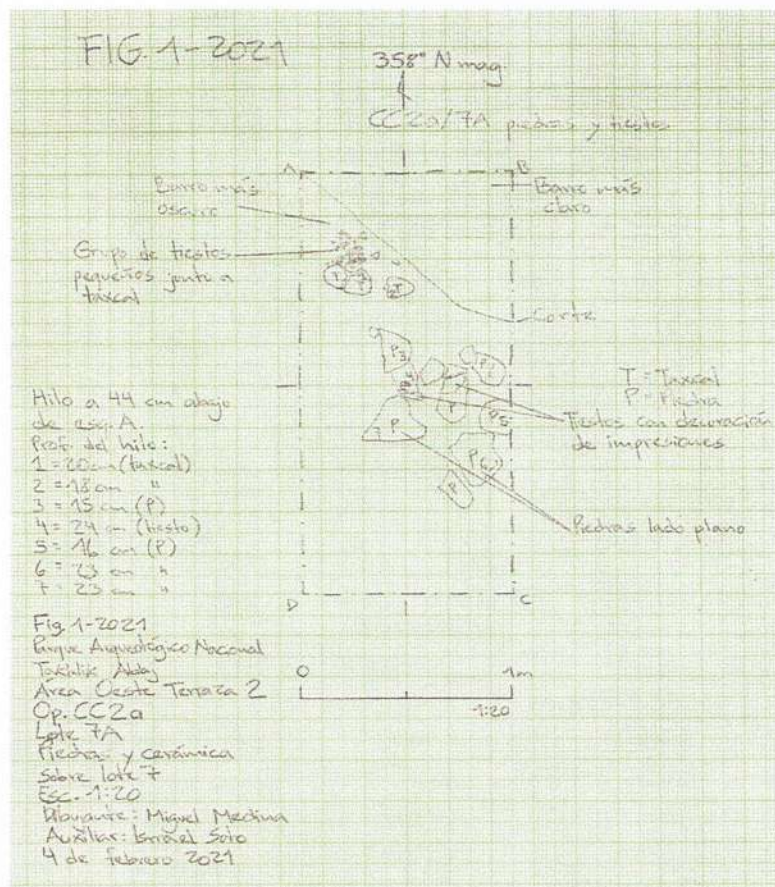 FIG. 1-2021
358° N mag.
CC2a/7A piedras y tiestos
A
B
Barro más
oscuro
Barro más
claro
Grupo de tiestos
pequeños junto a
taxcal
T
T
T
Corte
P3
P
T
P5
7 P
P6
P
T = Taxcal
P = Piedra
Tiestos con decoración
de impresiones
Piedras lado plano
Hilo a 44 cm abajo
de esq. A.
Prof. del hilo:
1 = 20 cm (taxcal)
2 = 18 cm "
3 = 15 cm (P)
4 = 24 cm (tiesto)
5 = 16 cm (P)
6 = 23 cm "
7 = 23 cm "
D
C
Fig. 1-2021
Parque Arqueológico Nacional
Tak'alik Ab'aj
Área Oeste Terraza 2
Op. CC2a
Lote 7A
Piedras y cerámica
sobre lote 7
Esc. 1:20
Dibujante: Miguel Medina
Auxiliar: Ismael Soto
4 de febrero 2021
0
1m
1:20